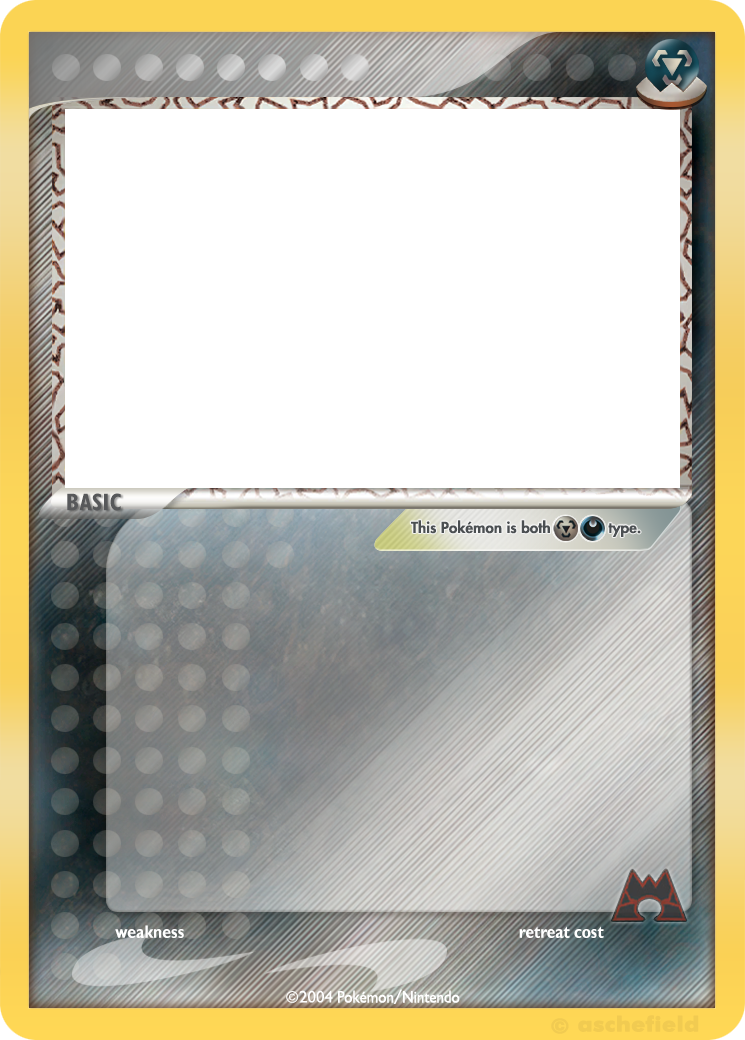 BASIC
This Pokémon is both type.
weakness
retreat cost
©2004 Pokémon/Nintendo
© aschefield